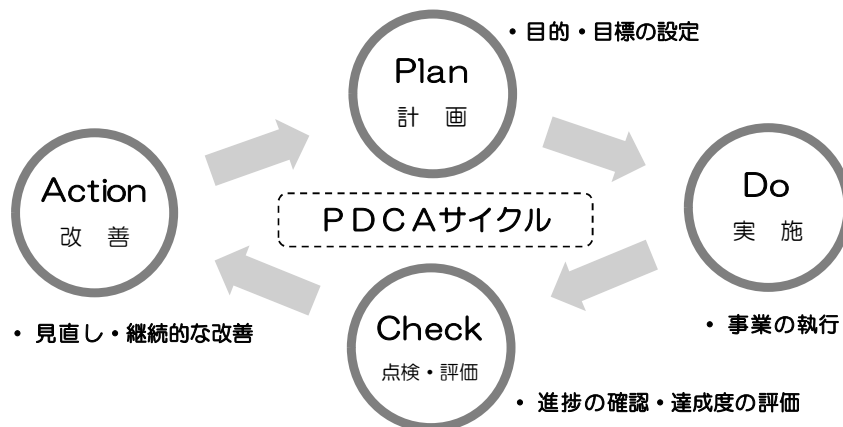 ・目的・目標の設定
Plan
計　画
Action
改　善
PDCAサイクル
Do
実　施
・見直し・継続的な改善
Check
点検・評価
・事業の執行
・進捗の確認・達成度の評価